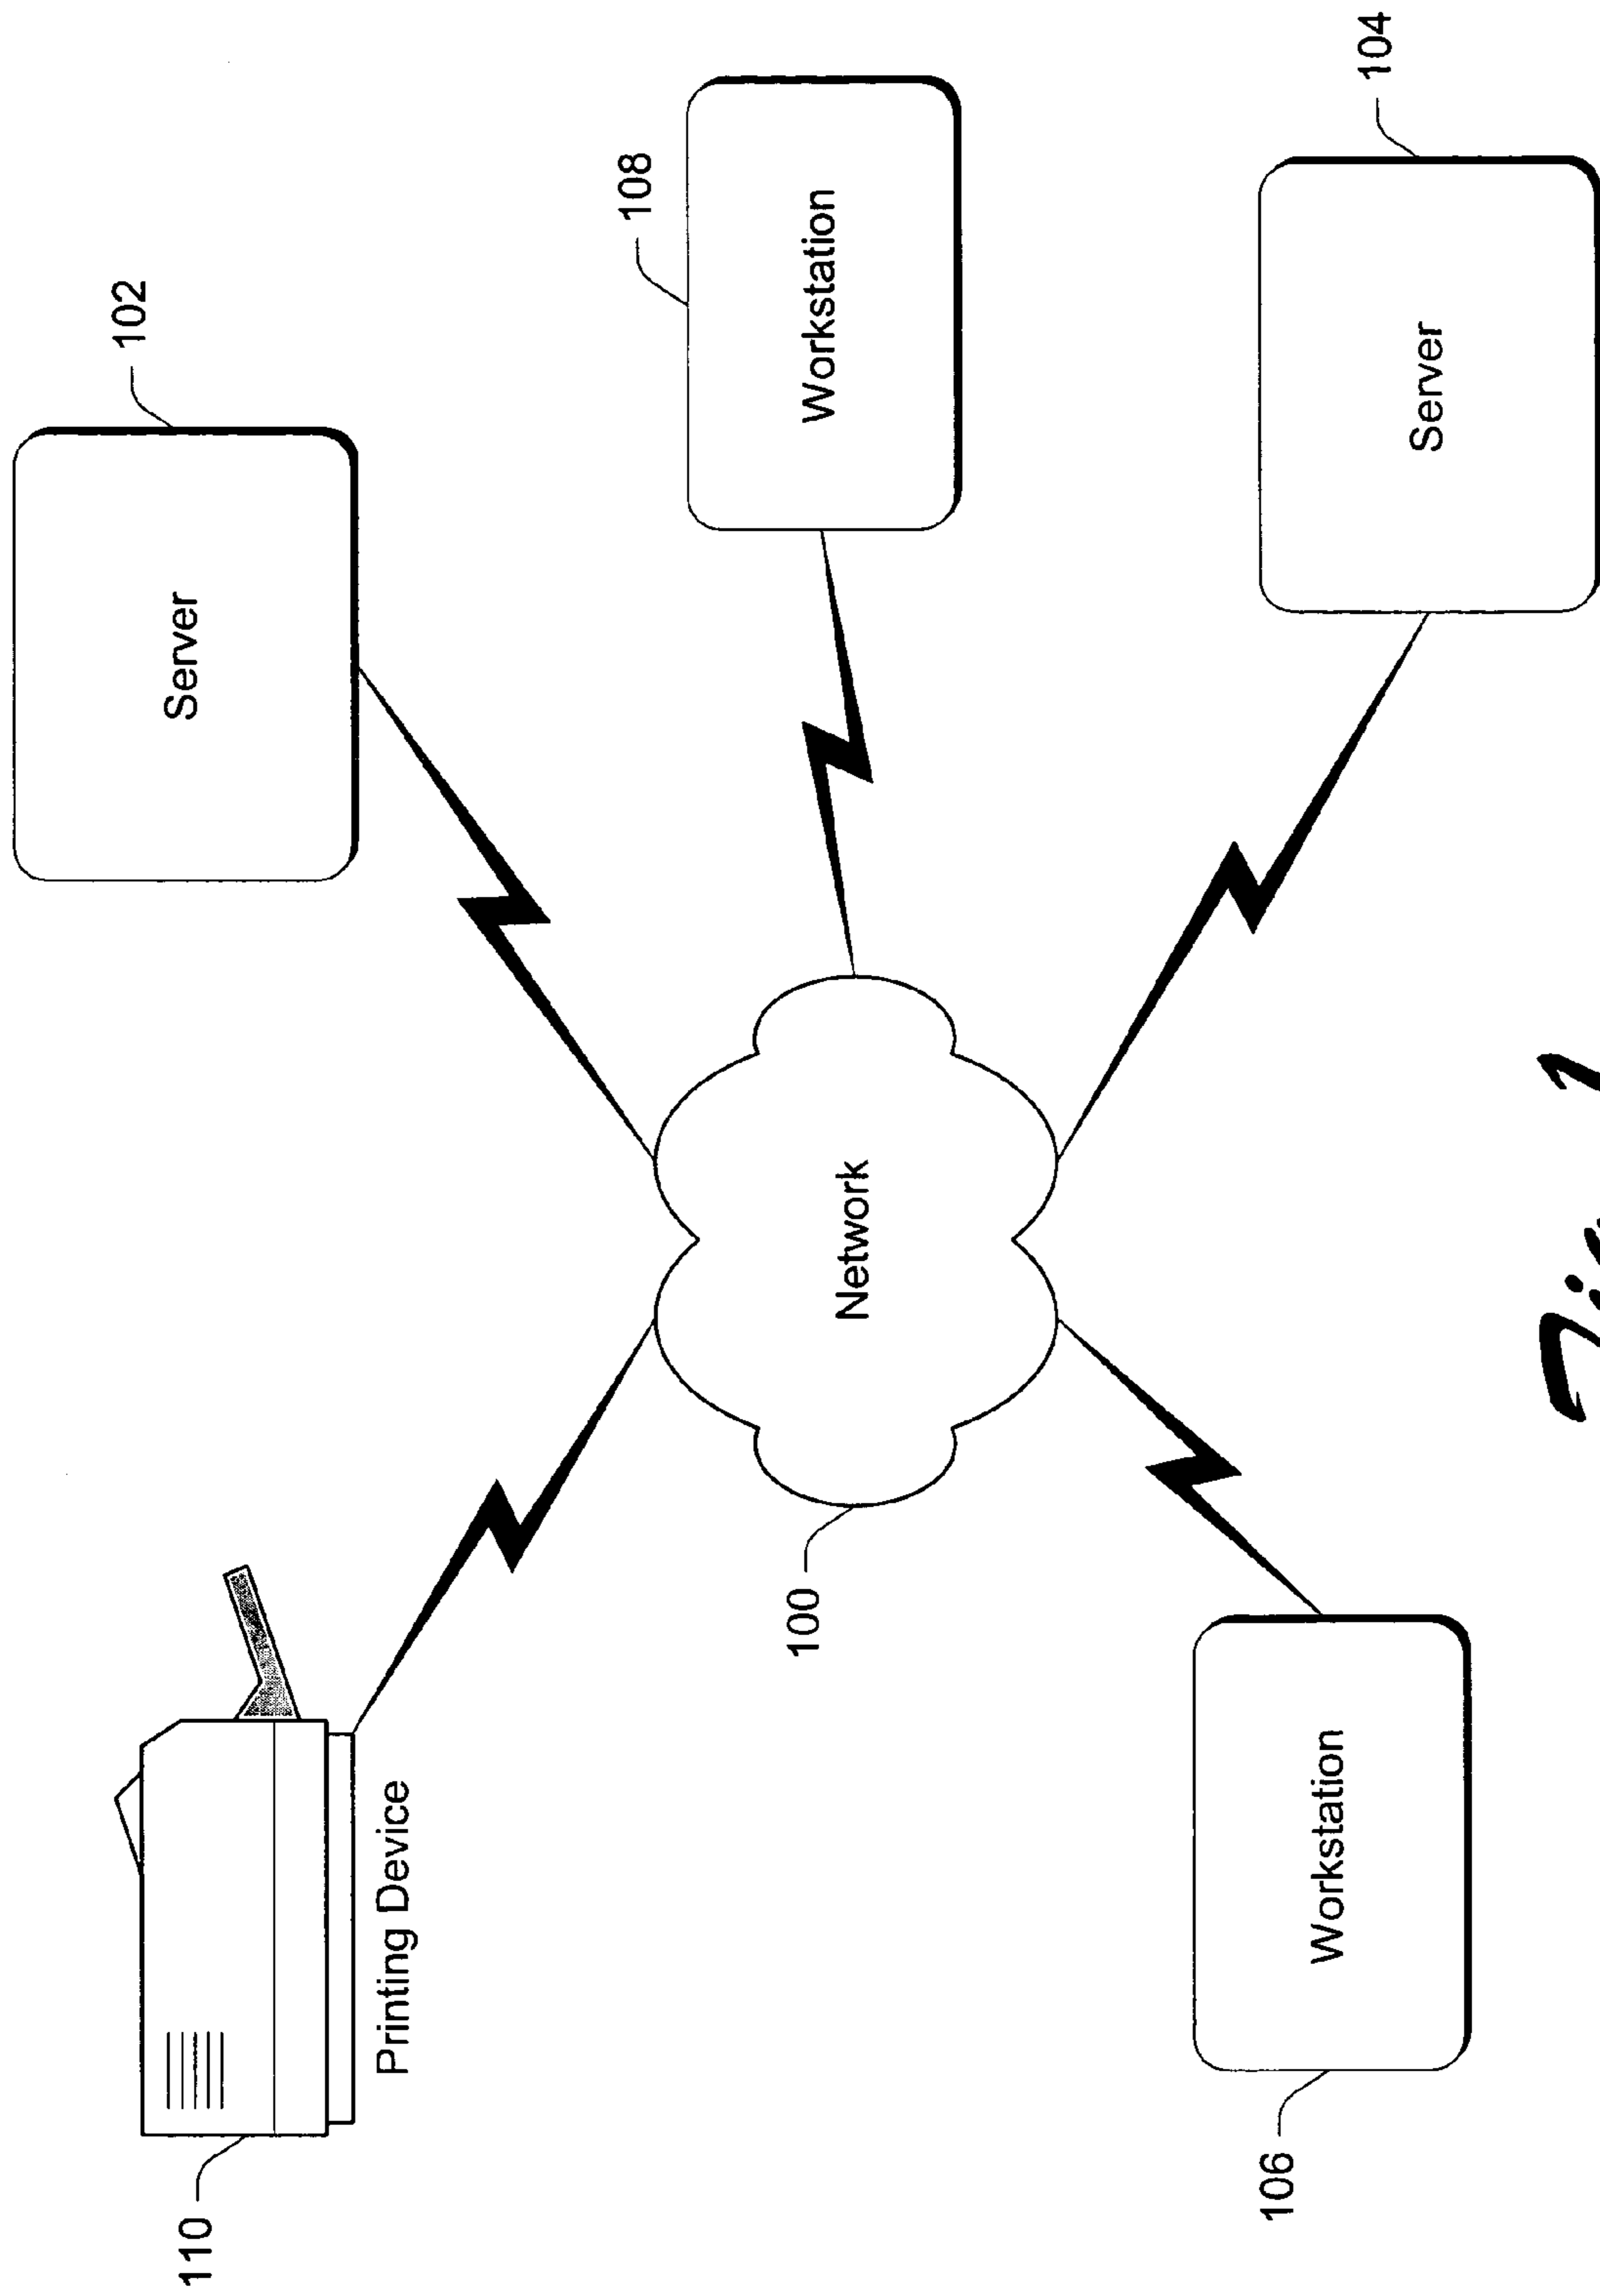 110
Printing Device
Server
102
108
Workstation
Network
100
106
Workstation
Server
104